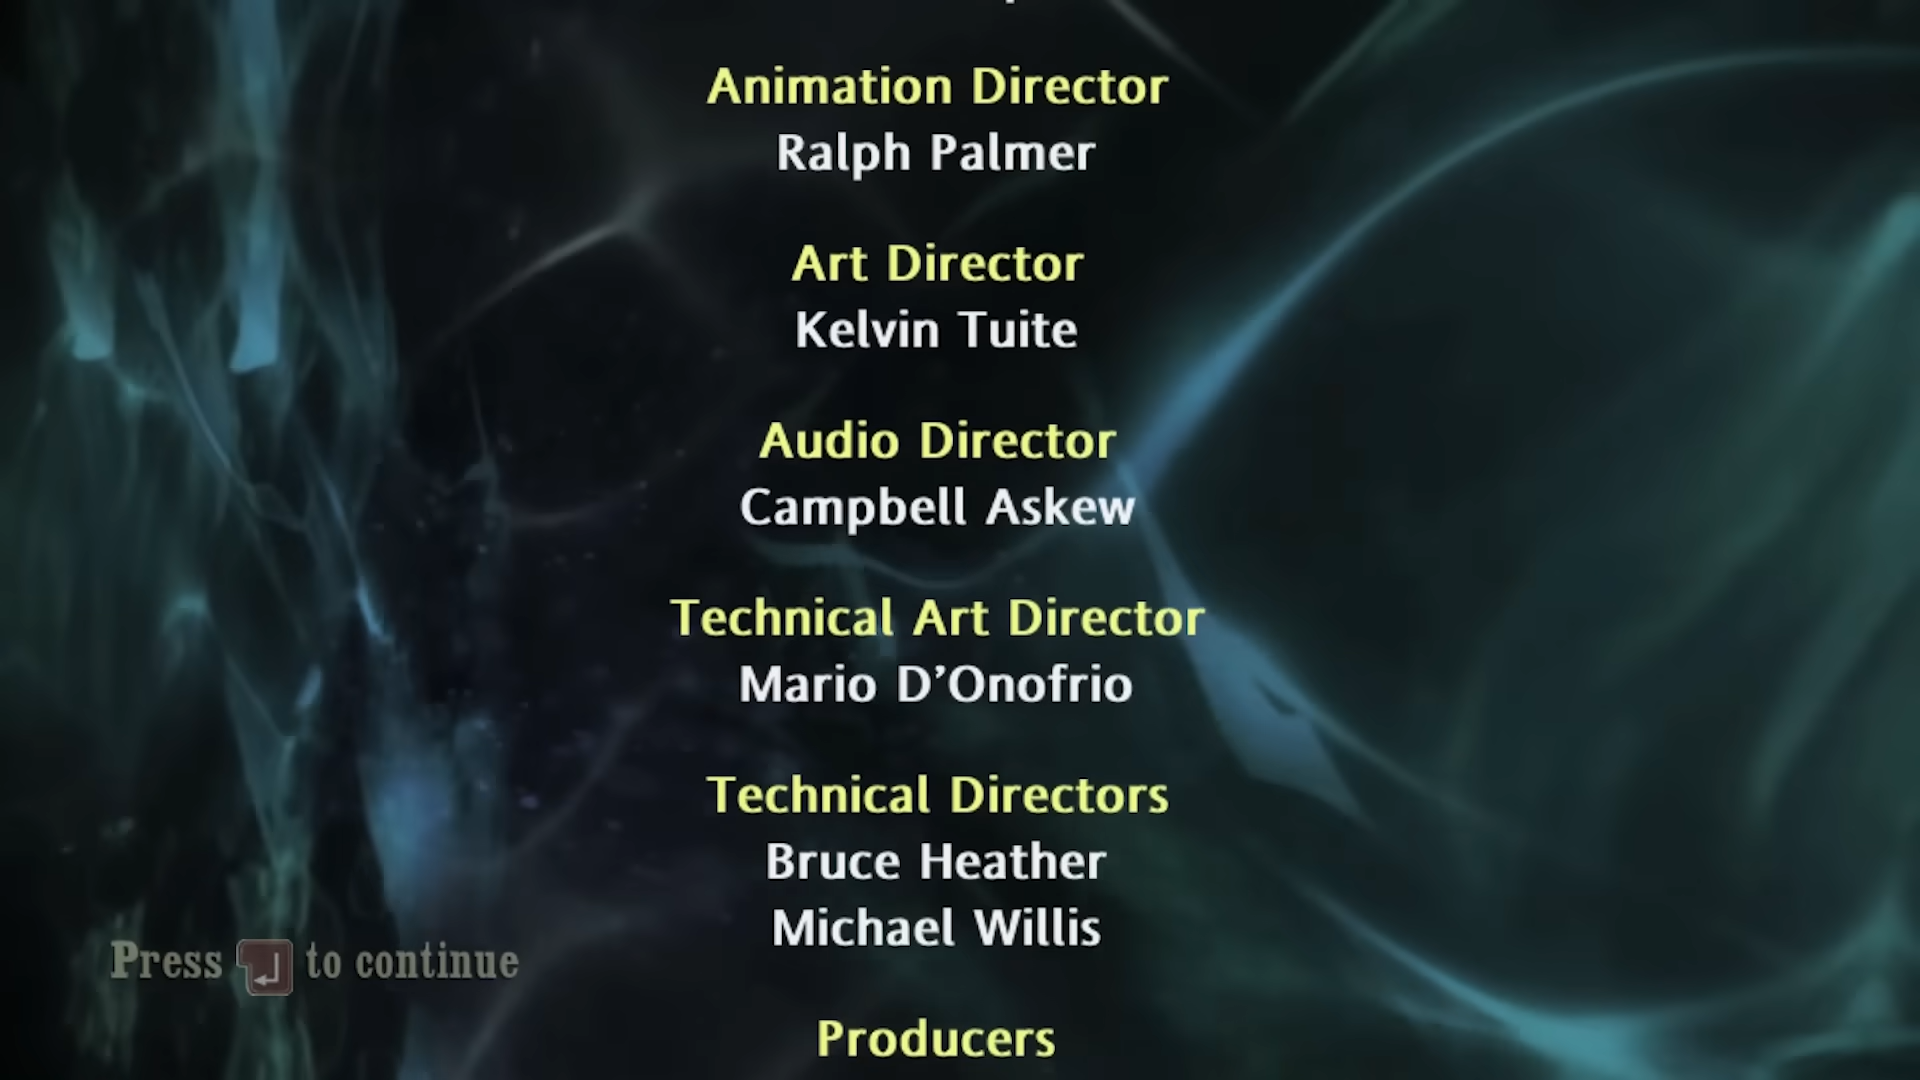 Animation Director
Ralph Palmer
Art Director
Kelvin Tuite
Audio Director
Campbell Askew
Technical Art Director
Mario D’Onofrio
Technical Directors
Bruce Heather
Michael Willis
Press to continue
Producers